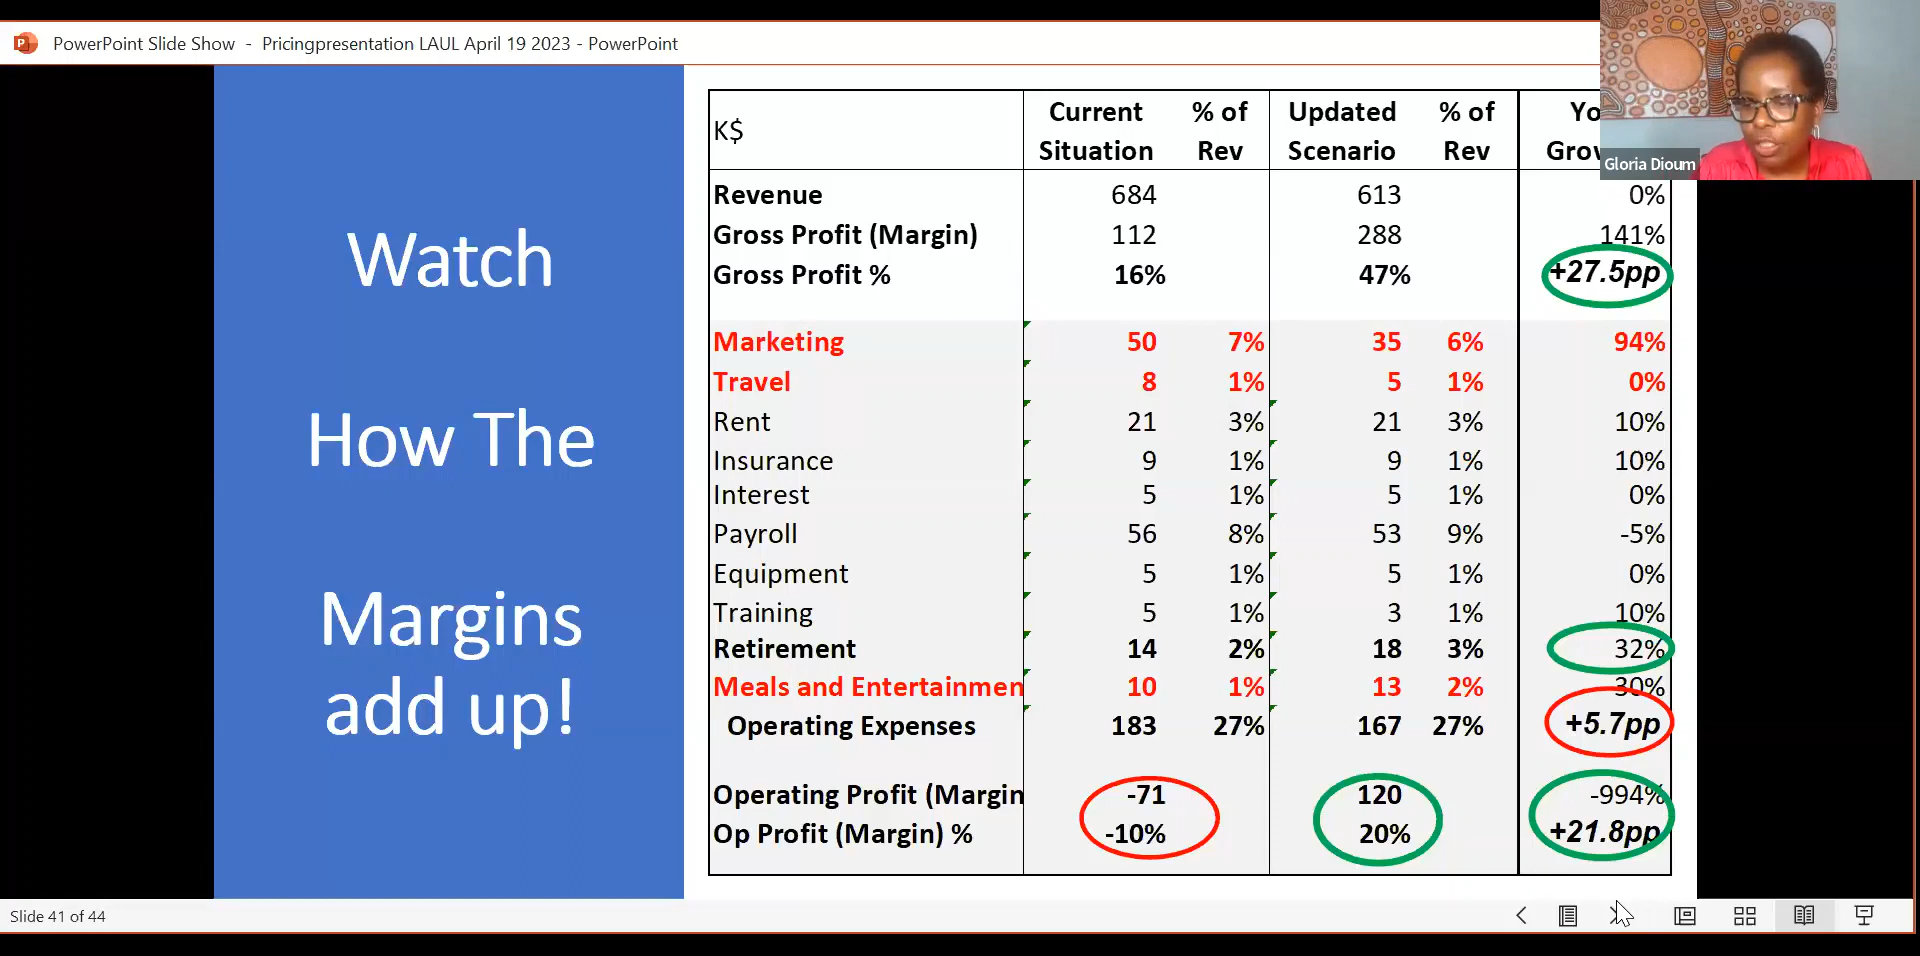 PowerPoint Slide Show - Pricingpresentation LAUL April 19 2023 - PowerPoint
Gloria Dioum
Watch
How The
Margins
add up!
K$ Current Situation % of Rev Updated Scenario % of Rev
Revenue 684 613 0%
Gross Profit (Margin) 112 288 141%
Gross Profit % 16% 47% +27.5pp
Marketing 50 7% 35 6% 94%
Travel 8 1% 5 1% 0%
Rent 21 3% 21 3% 10%
Insurance 9 1% 9 1% 10%
Interest 5 1% 5 1% 0%
Payroll 56 8% 53 9% -5%
Equipment 5 1% 5 1% 0%
Training 5 1% 3 1% 10%
Retirement 14 2% 18 3% 32%
Meals and Entertainmen 10 1% 13 2% 30%
Operating Expenses 183 27% 167 27% +5.7pp
Operating Profit (Margin -71 120 -994%
Op Profit (Margin) % -10% 20% +21.8pp
Slide 41 of 44